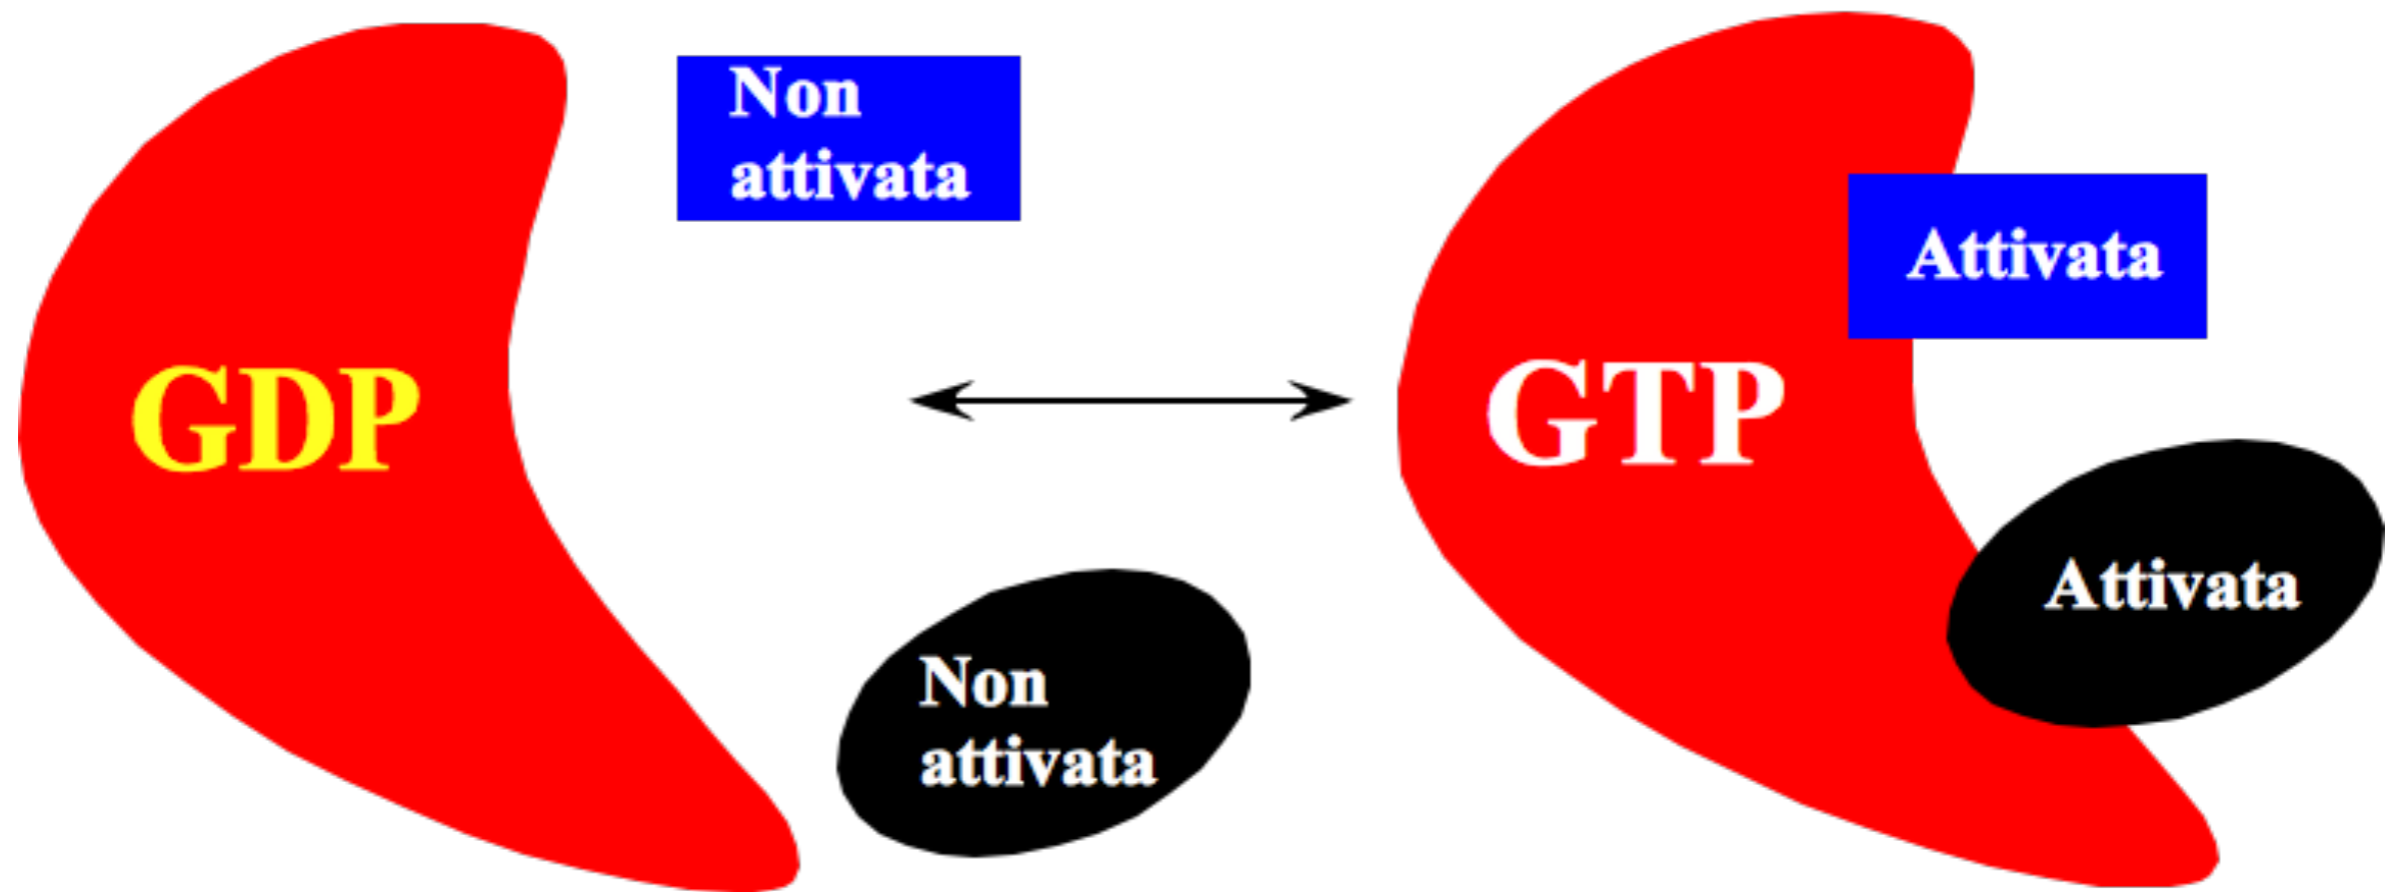 Non
attivata
GDP
Non
attivata
Attivata
GTP
Attivata